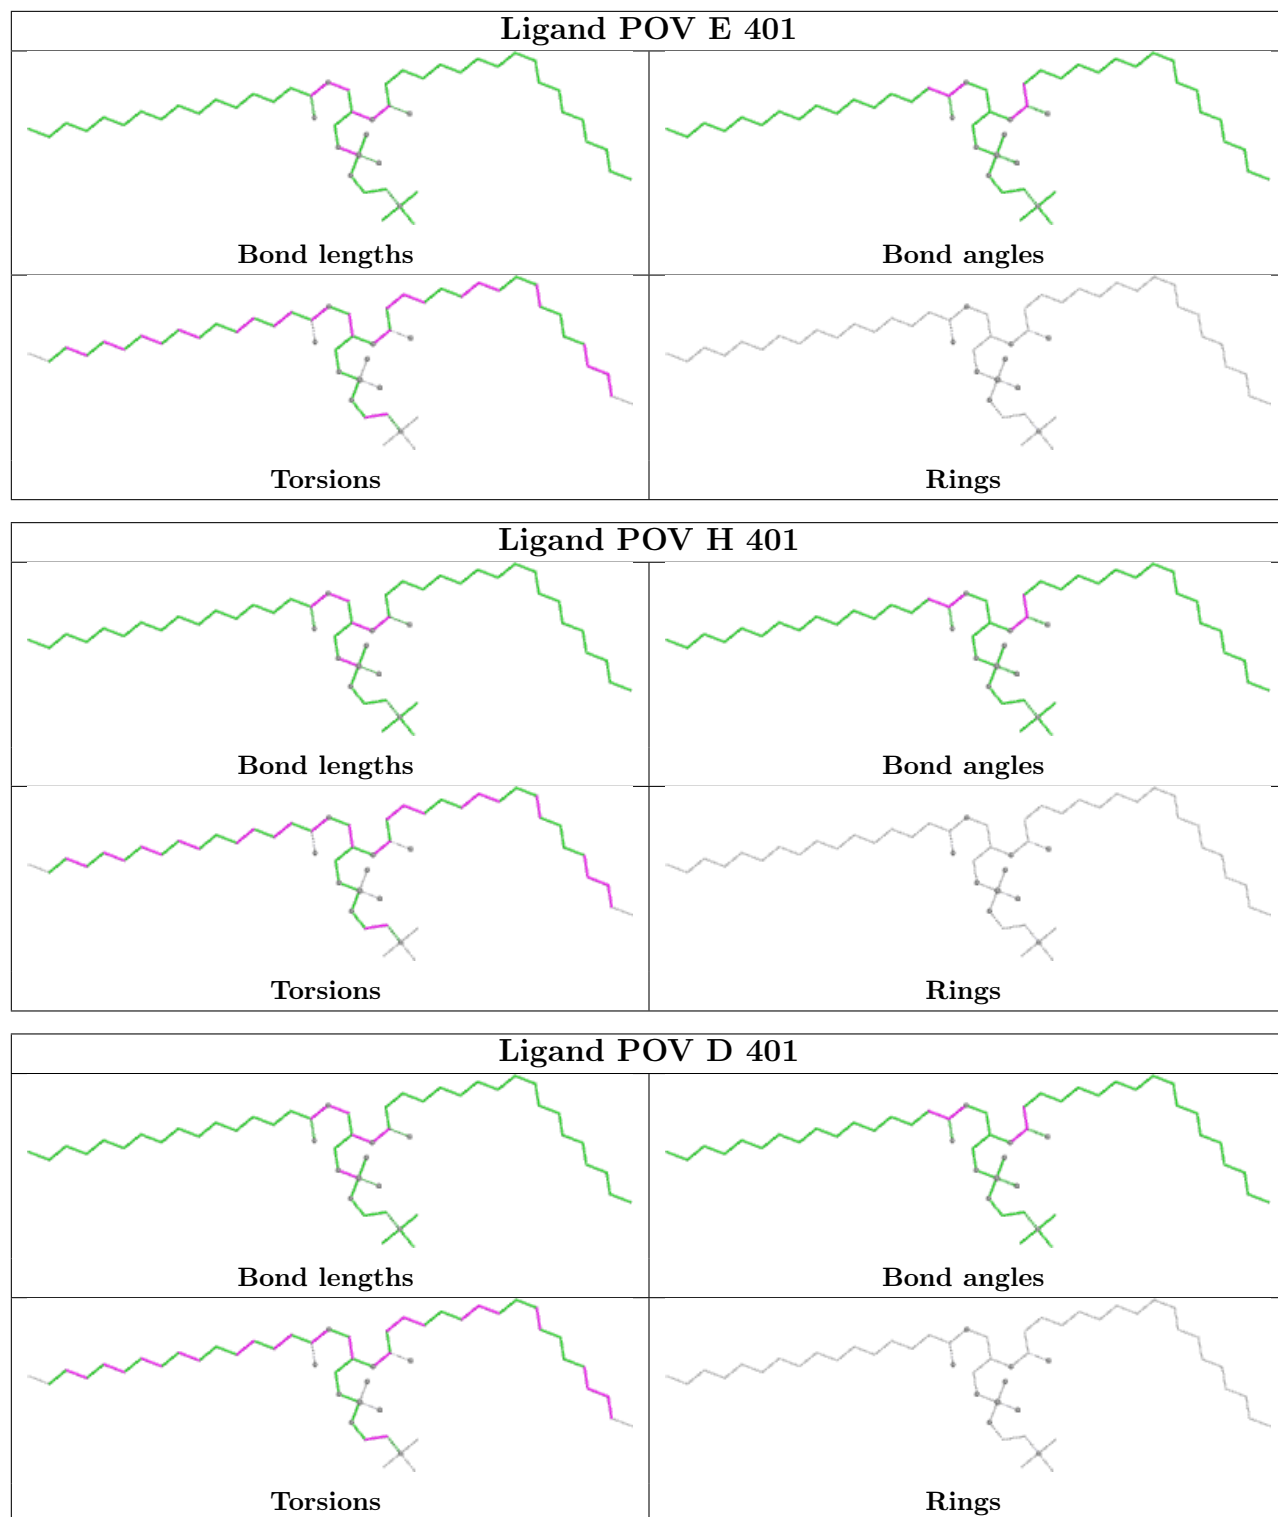 Ligand POV E 401
Bond lengths
Bond angles
Torsions
Rings
Ligand POV H 401
Bond lengths
Bond angles
Torsions
Rings
Ligand POV D 401
Bond lengths
Bond angles
Torsions
Rings